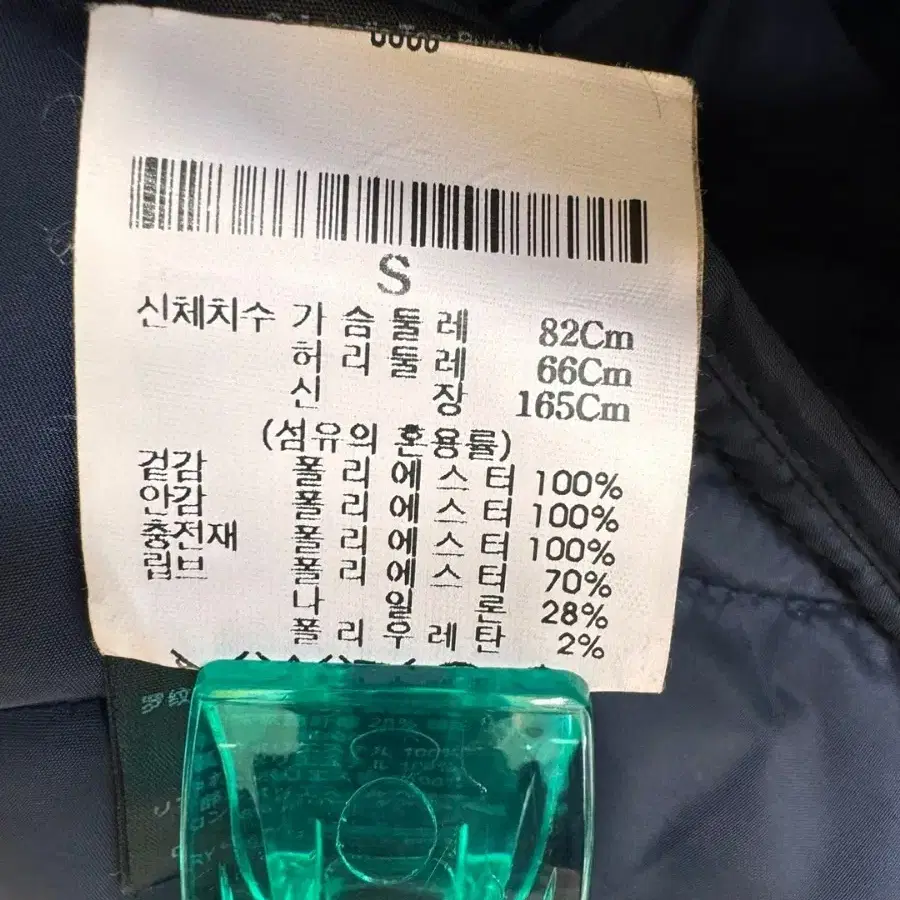 S
신체치수 가슴둘레 82Cm
허리둘레 66Cm
신장 165Cm
(섬유의 혼용률)
겉감 폴리에스터 100%
안감 폴리에스터 100%
충전재 폴리에스터 100%
립브 폴리에스터 70%
나일론 28%
폴리우레탄 2%